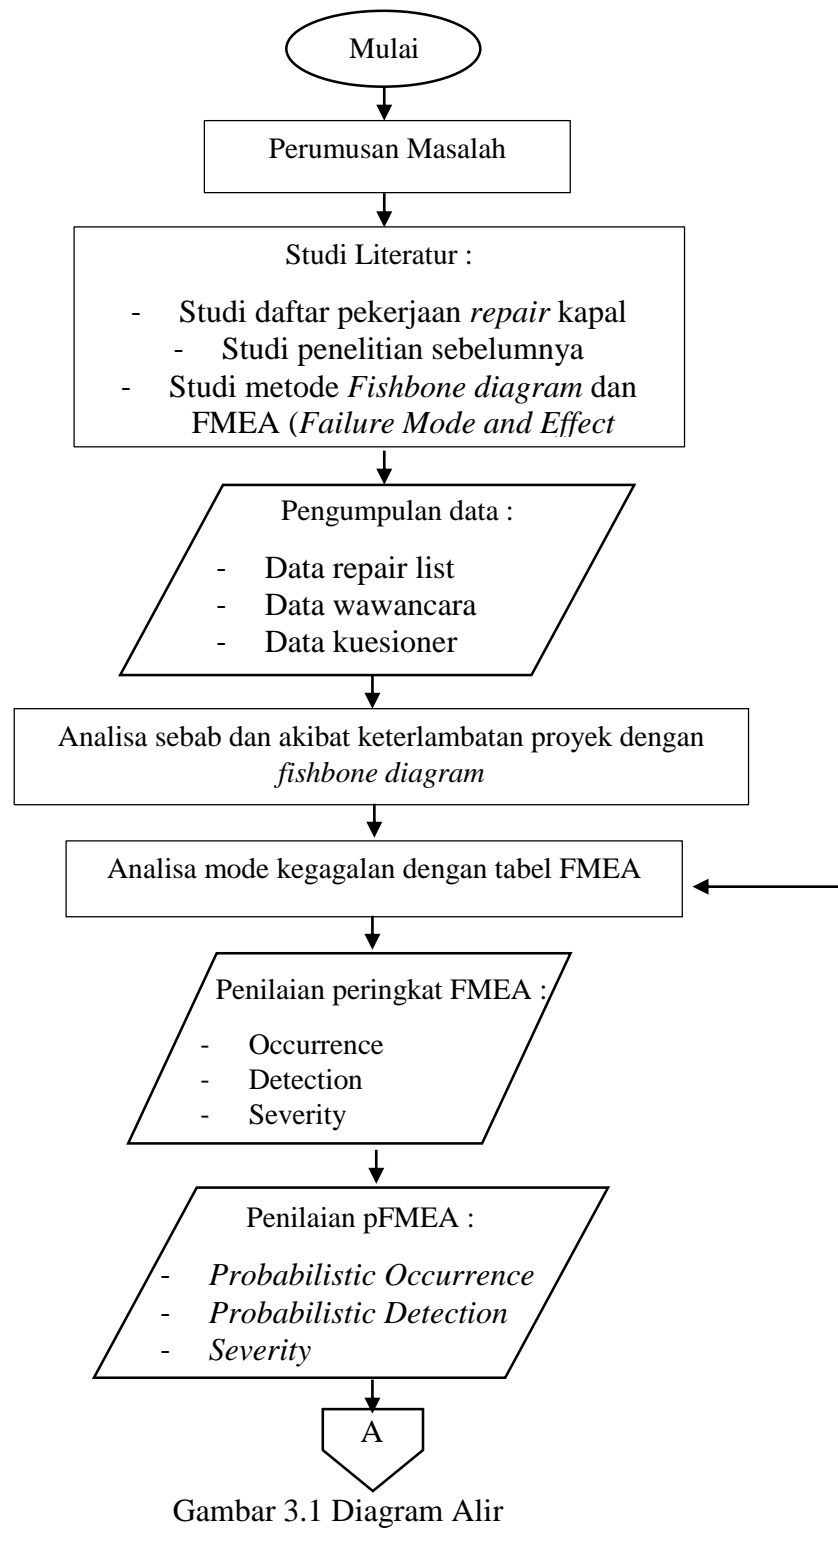 Mulai
Perumusan Masalah
Studi Literatur :
- Studi daftar pekerjaan repair kapal
- Studi penelitian sebelumnya
- Studi metode Fishbone diagram dan
FMEA (Failure Mode and Effect
Pengumpulan data :
- Data repair list
- Data wawancara
- Data kuesioner
Analisa sebab dan akibat keterlambatan proyek dengan
fishbone diagram
Analisa mode kegagalan dengan tabel FMEA
Penilaian peringkat FMEA :
- Occurrence
- Detection
- Severity
Penilaian pFMEA :
- Probabilistic Occurrence
- Probabilistic Detection
- Severity
A
Gambar 3.1 Diagram Alir